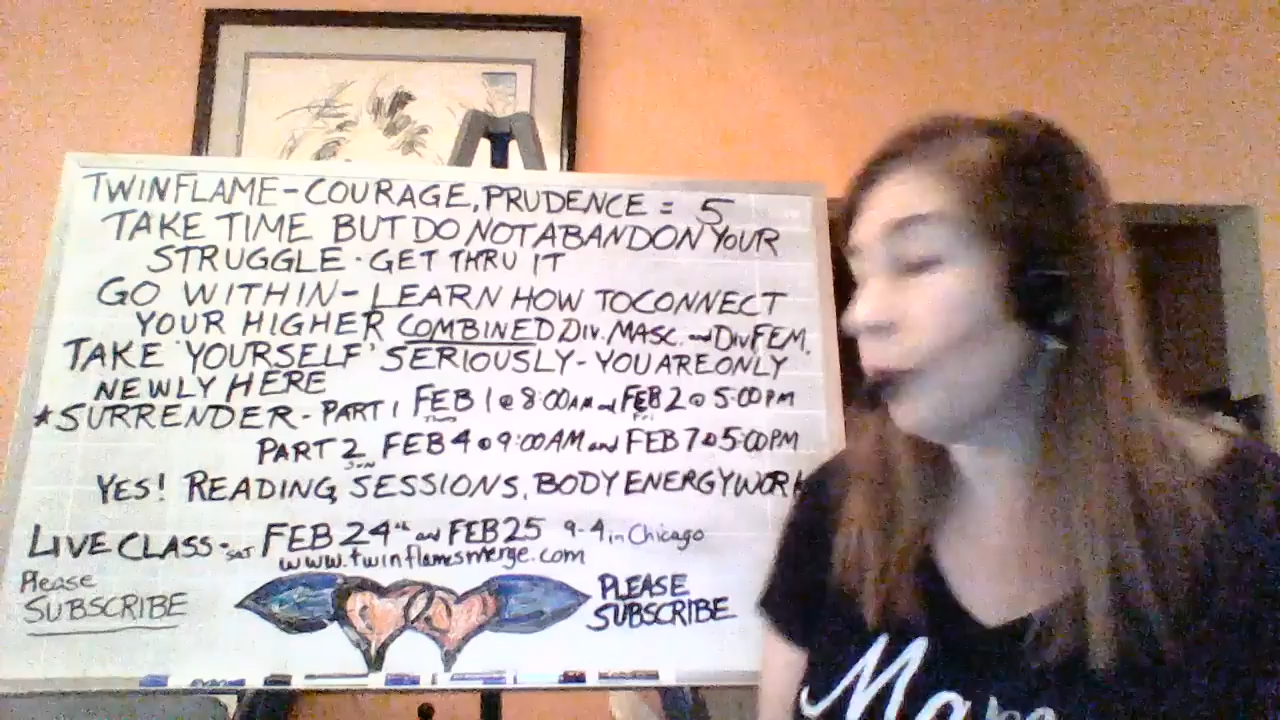 TWINFLAME-COURAGE, PRUDENCE = 5
TAKE TIME BUT DO NOT ABANDON YOUR
STRUGGLE · GET THRU IT
GO WITHIN - LEARN HOW TO CONNECT
YOUR HIGHER COMBINED Div. MASC. and Div FEM.
TAKE 'YOURSELF' SERIOUSLY - YOU ARE ONLY
NEWLY HERE
*SURRENDER - PART 1 FEB 1 @ 8:00AM and FEB 2 @ 5:00PM
Thurs Fri
PART 2 FEB 4 @ 9:00AM and FEB 7 @ 5:00PM
SUN
YES! READING, SESSIONS, BODY ENERGYWORK
LIVE CLASS - SAT FEB 24th and FEB 25 9-4 in Chicago
www.twinflamesmerge.com
Please
SUBSCRIBE
PLEASE
SUBSCRIBE